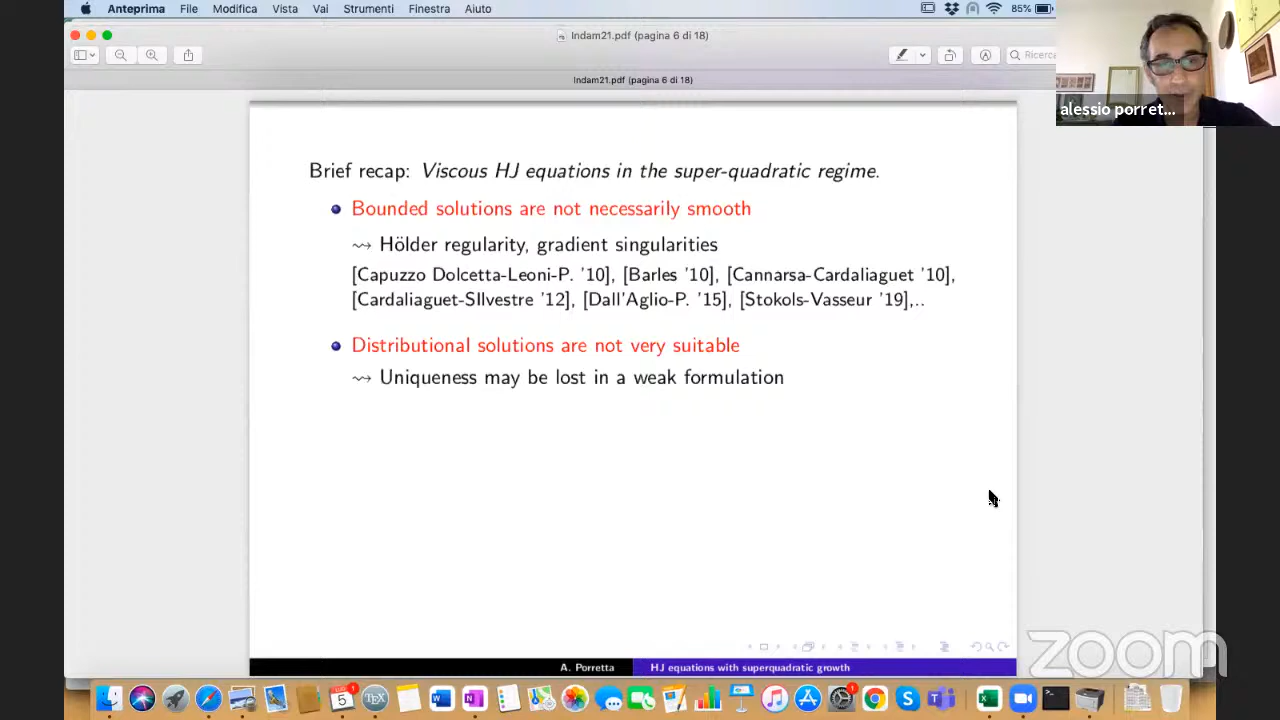 Anteprima File Modifica Vista Vai Strumenti Finestra Aiuto 85%
Indam21.pdf (pagina 6 di 18)
Ricerca
Indam21.pdf (pagina 6 di 18)
alessio porret...
Brief recap: Viscous HJ equations in the super-quadratic regime.
Bounded solutions are not necessarily smooth
⇝ Hölder regularity, gradient singularities
[Capuzzo Dolcetta-Leoni-P. '10], [Barles '10], [Cannarsa-Cardaliaguet '10],
[Cardaliaguet-SIlvestre '12], [Dall'Aglio-P. '15], [Stokols-Vasseur '19],..
Distributional solutions are not very suitable
⇝ Uniqueness may be lost in a weak formulation
A. Porretta HJ equations with superquadratic growth
zoom